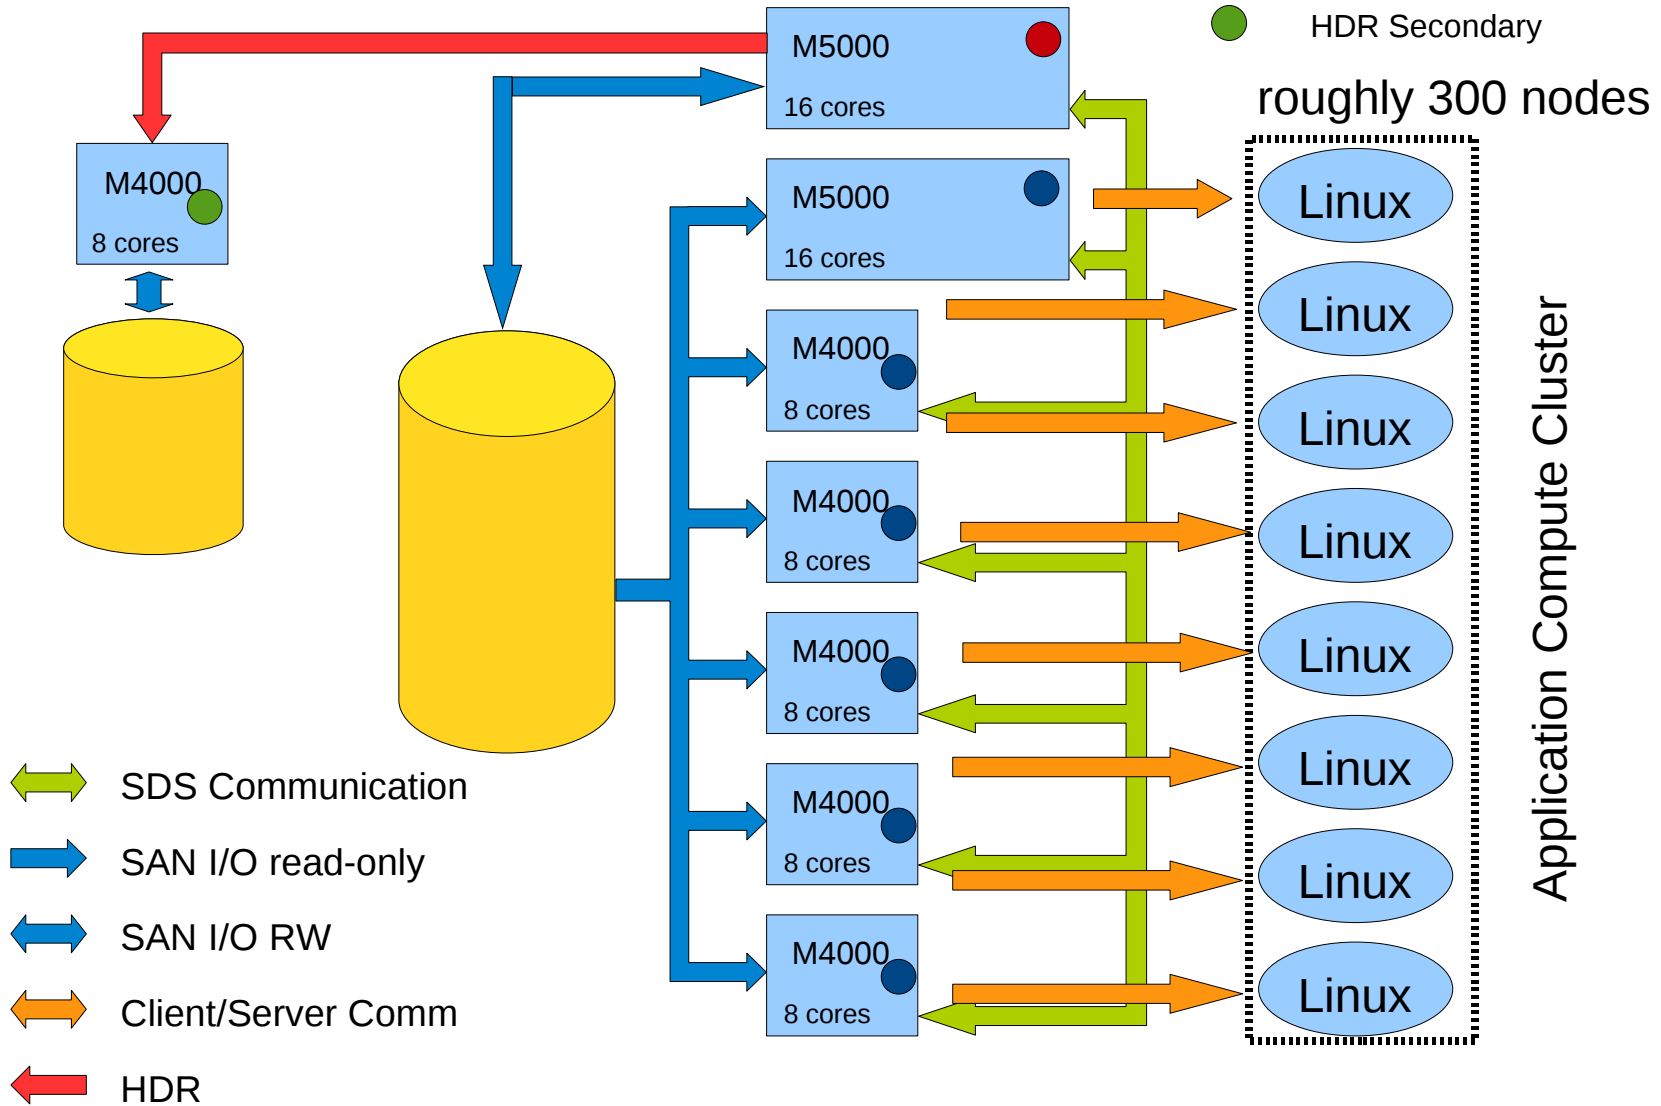 HDR Secondary
roughly 300 nodes
M5000
16 cores
M4000
8 cores
M5000
16 cores
M4000
8 cores
M4000
8 cores
M4000
8 cores
M4000
8 cores
M4000
8 cores
Linux
Linux
Linux
Linux
Linux
Linux
Linux
Linux
Application Compute Cluster
SDS Communication
SAN I/O read-only
SAN I/O RW
Client/Server Comm
HDR